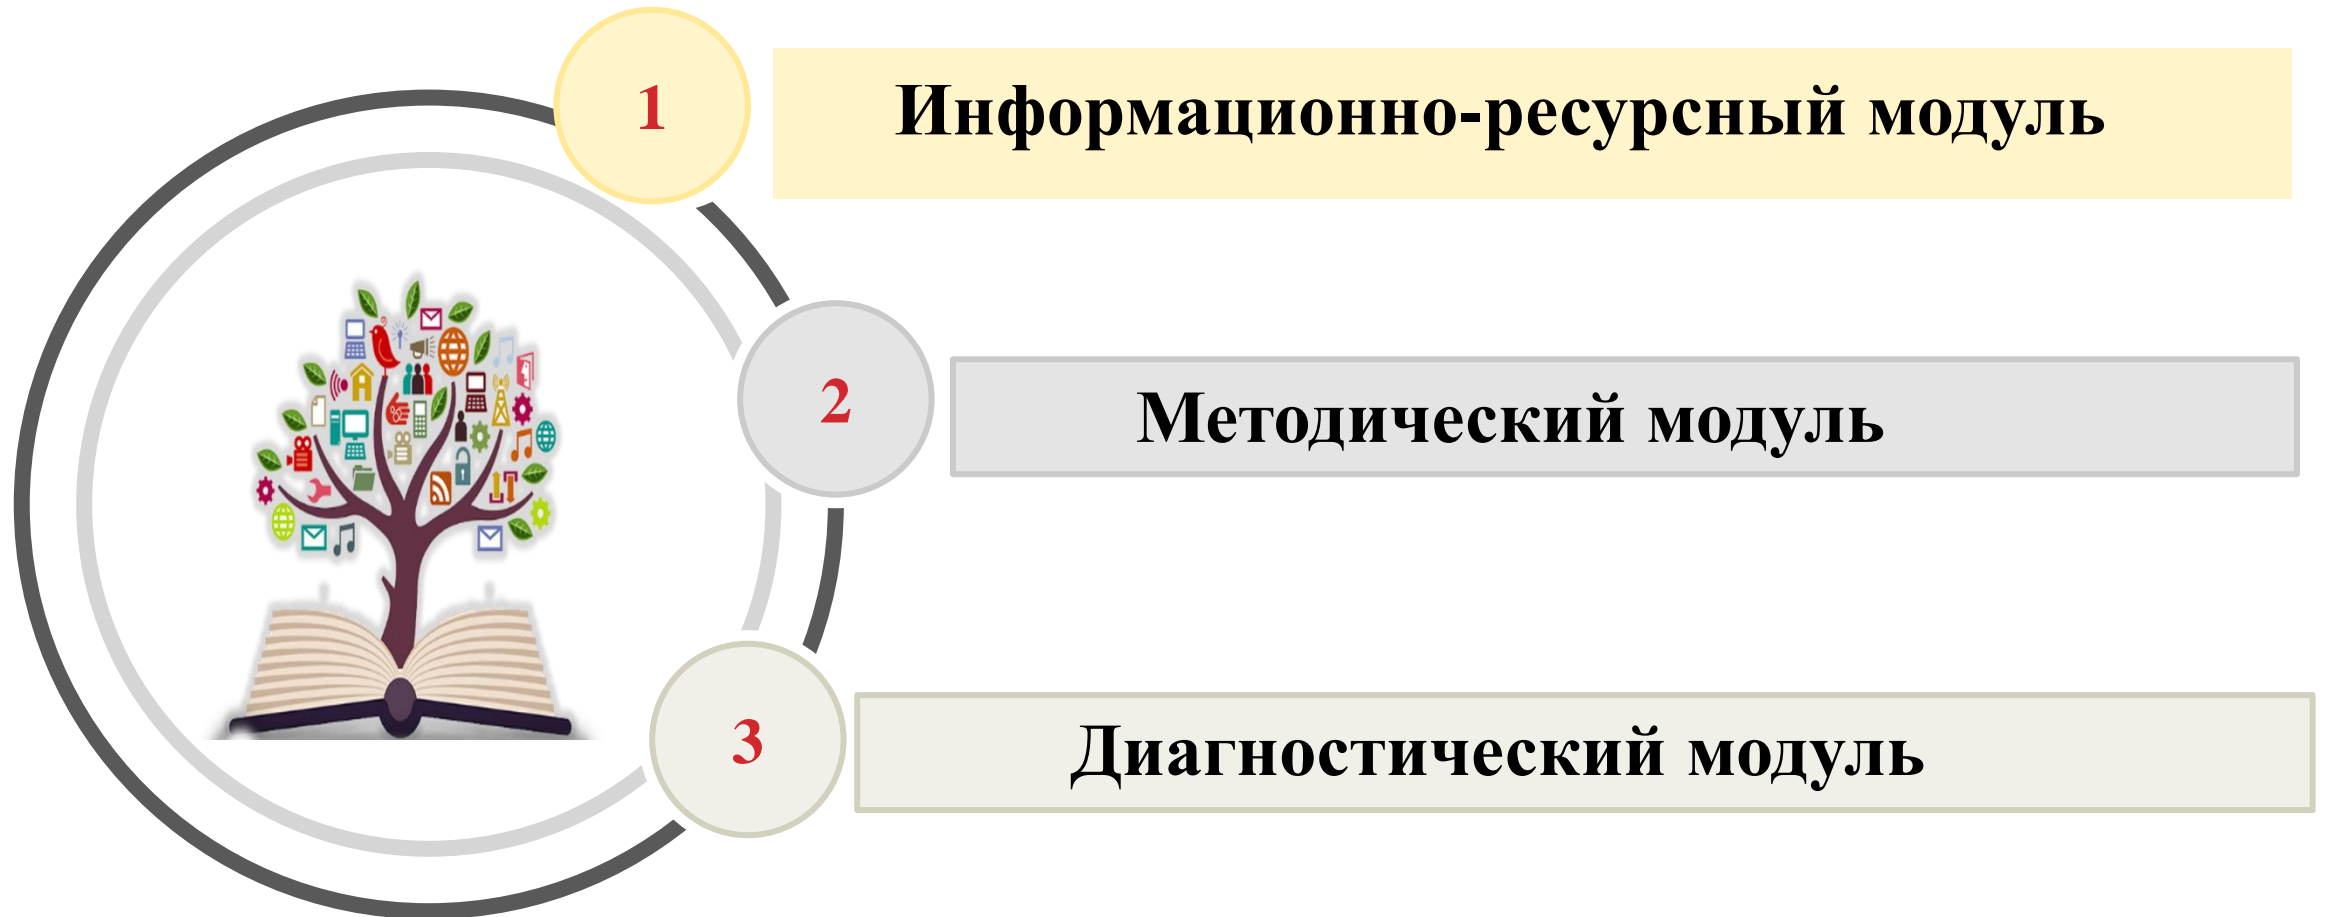 1
Информационно-ресурсный модуль
2
Методический модуль
3
Диагностический модуль